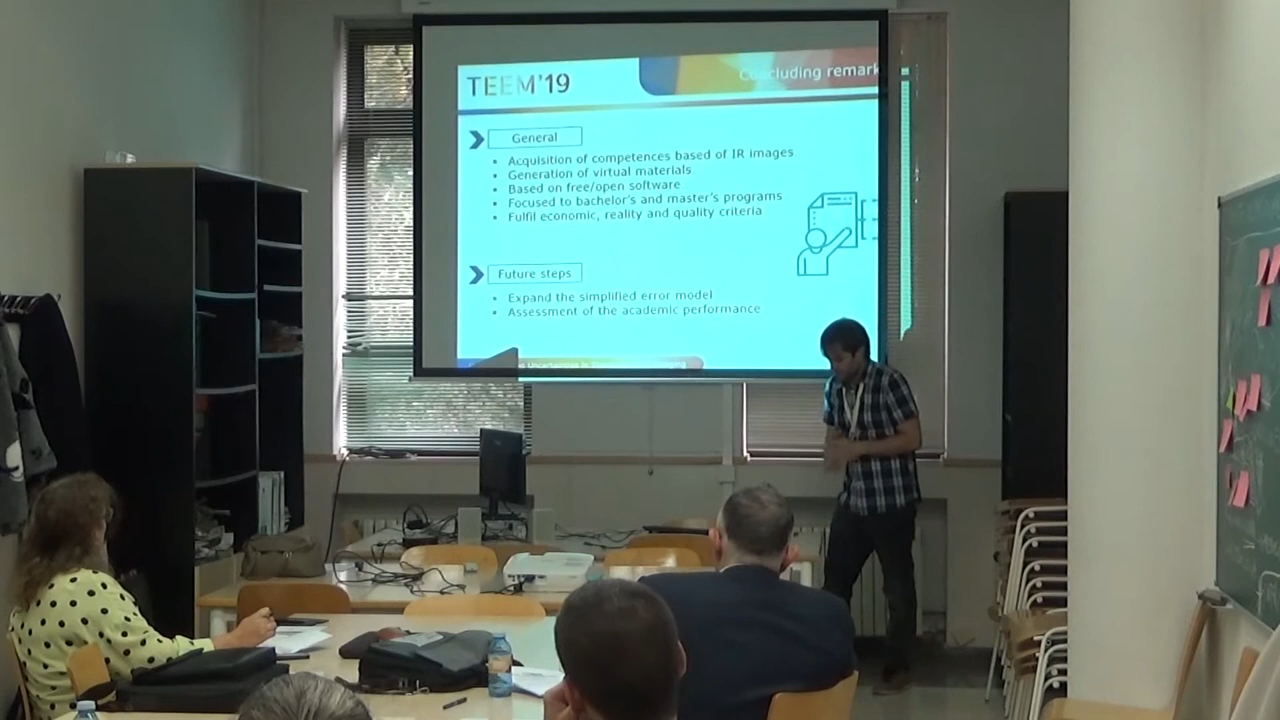 TEEM'19
Concluding remark
General
Acquisition of competences based of IR images
Generation of virtual materials
Based on free/open software
Focused to bachelor's and master's programs
Fulfil economic, reality and quality criteria
Future steps
Expand the simplified error model
Assessment of the academic performance